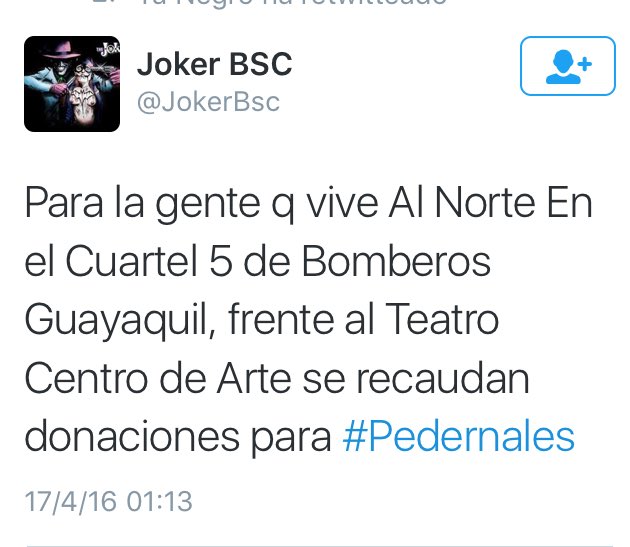 Tu Negro ha retwitteado
Joker BSC
@JokerBsc
Para la gente q vive Al Norte En
el Cuartel 5 de Bomberos
Guayaquil, frente al Teatro
Centro de Arte se recaudan
donaciones para #Pedernales
17/4/16 01:13